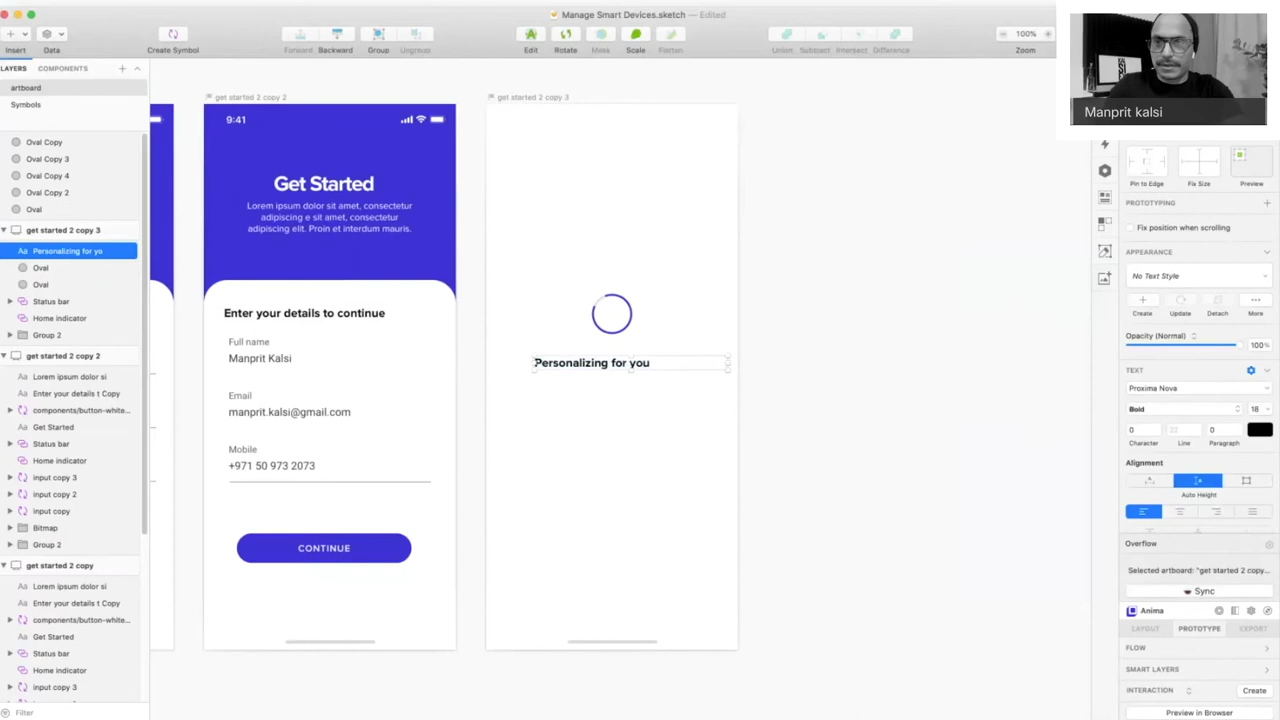 Manage Smart Devices.sketch — Edited
Insert
Data
Create Symbol
Forward
Backward
Group
Ungroup
Edit
Rotate
Mask
Scale
Flatten
Union
Subtract
Intersect
Difference
100%
Zoom
Manprit kalsi
LAYERS
COMPONENTS
artboard
Symbols
Oval Copy
Oval Copy 3
Oval Copy 4
Oval Copy 2
Oval
get started 2 copy 3
Aa Personalizing for yo
Oval
Oval
Status bar
Home indicator
Group 2
get started 2 copy 2
Aa Lorem ipsum dolor si
Aa Enter your details t Copy
components/button-white...
Aa Get Started
Status bar
Home indicator
input copy 3
input copy 2
input copy
Bitmap
Group 2
get started 2 copy
Aa Lorem ipsum dolor si
Aa Enter your details t Copy
components/button-white...
Aa Get Started
Status bar
Home indicator
input copy 3
Filter
get started 2 copy 2
9:41
Get Started
Lorem ipsum dolor sit amet, consectetur
adipiscing e sit amet, consectetur
adipiscing elit. Proin et interdum mauris.
Enter your details to continue
Full name
Manprit Kalsi
Email
manprit.kalsi@gmail.com
Mobile
+971 50 973 2073
CONTINUE
get started 2 copy 3
Personalizing for you
Pin to Edge
Fix Size
Preview
PROTOTYPING
Fix position when scrolling
APPEARANCE
No Text Style
Create
Update
Detach
More
Opacity (Normal)
100%
TEXT
Proxima Nova
Bold
18
0
22
0
Character
Line
Paragraph
Alignment
Auto Height
Overflow
Selected artboard: "get started 2 copy...
Sync
Anima
LAYOUT
PROTOTYPE
EXPORT
FLOW
SMART LAYERS
INTERACTION
Create
Preview in Browser